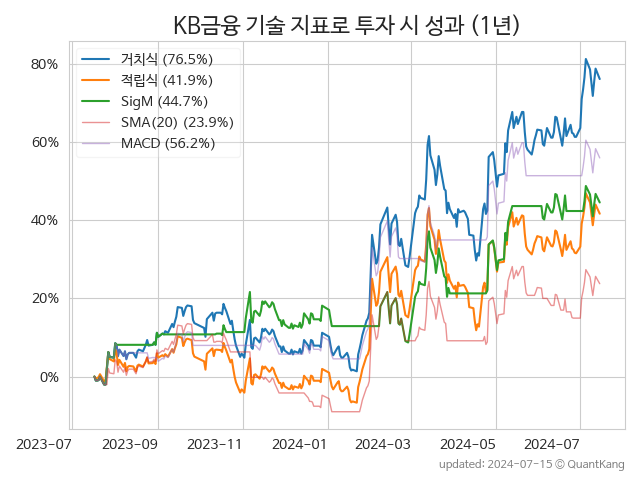 KB금융 기술 지표로 투자 시 성과 (1년)
거치식 (76.5%)
적립식 (41.9%)
SigM (44.7%)
SMA(20) (23.9%)
MACD (56.2%)
80%
60%
40%
20%
0%
2023-07 2023-09 2023-11 2024-01 2024-03 2024-05 2024-07
updated: 2024-07-15 © QuantKang